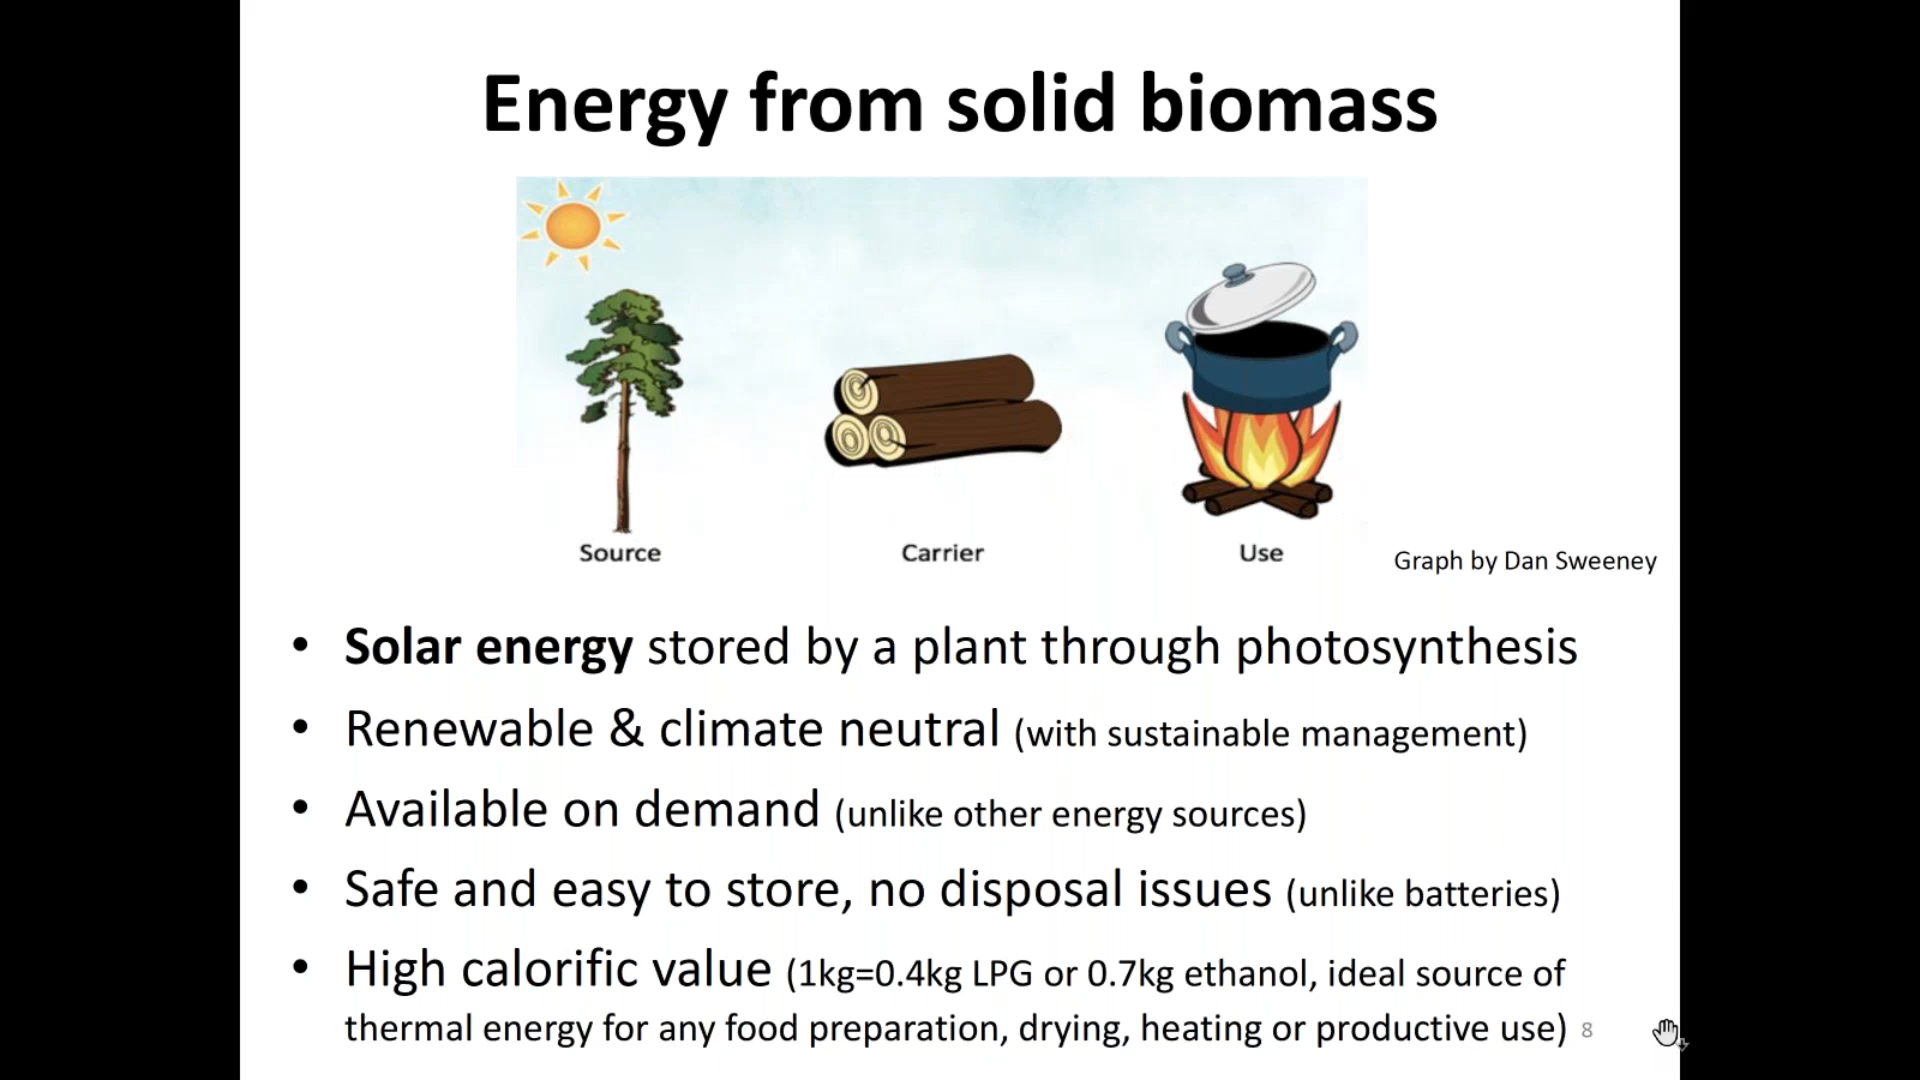 Energy from solid biomass
Source
Carrier
Use
Graph by Dan Sweeney
• Solar energy stored by a plant through photosynthesis
• Renewable & climate neutral (with sustainable management)
• Available on demand (unlike other energy sources)
• Safe and easy to store, no disposal issues (unlike batteries)
• High calorific value (1kg=0.4kg LPG or 0.7kg ethanol, ideal source of
thermal energy for any food preparation, drying, heating or productive use)
8